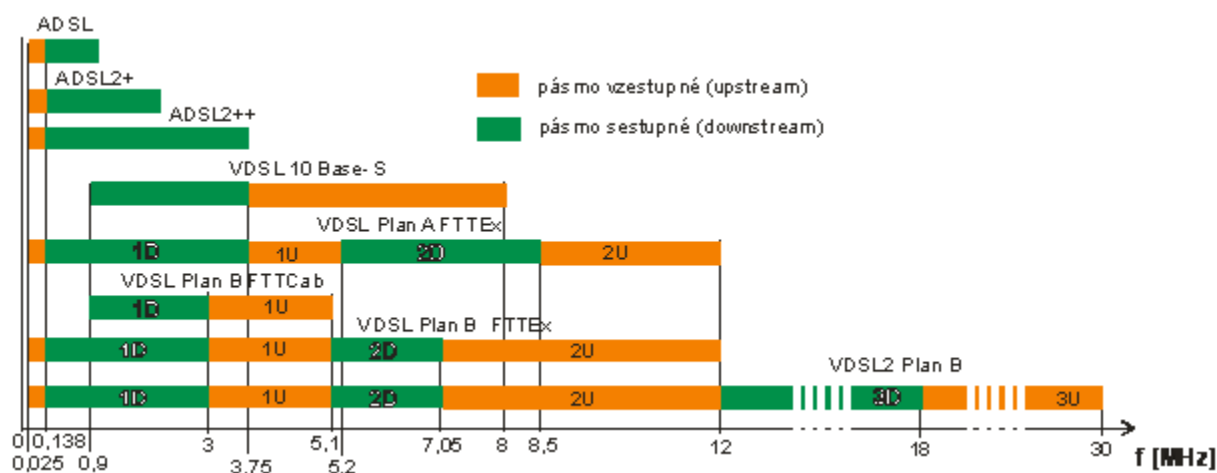 ADSL
ADSL2+
ADSL2++
pásmo vzestupné (upstream)
pásmo sestupné (downstream)
VDSL 10 Base-S
VDSL Plan A FTTEx
1D 1U 2D 2U
VDSL Plan B FTTCab
1D 1U
VDSL Plan B FTTEx
1D 1U 2D 2U
VDSL2 Plan B
1D 1U 2D 2U 3D 3U
0 0,138 3 5,1 7,05 8 8,5 12 18 30
0,025 0,9 3,75 5,2 f [MHz]